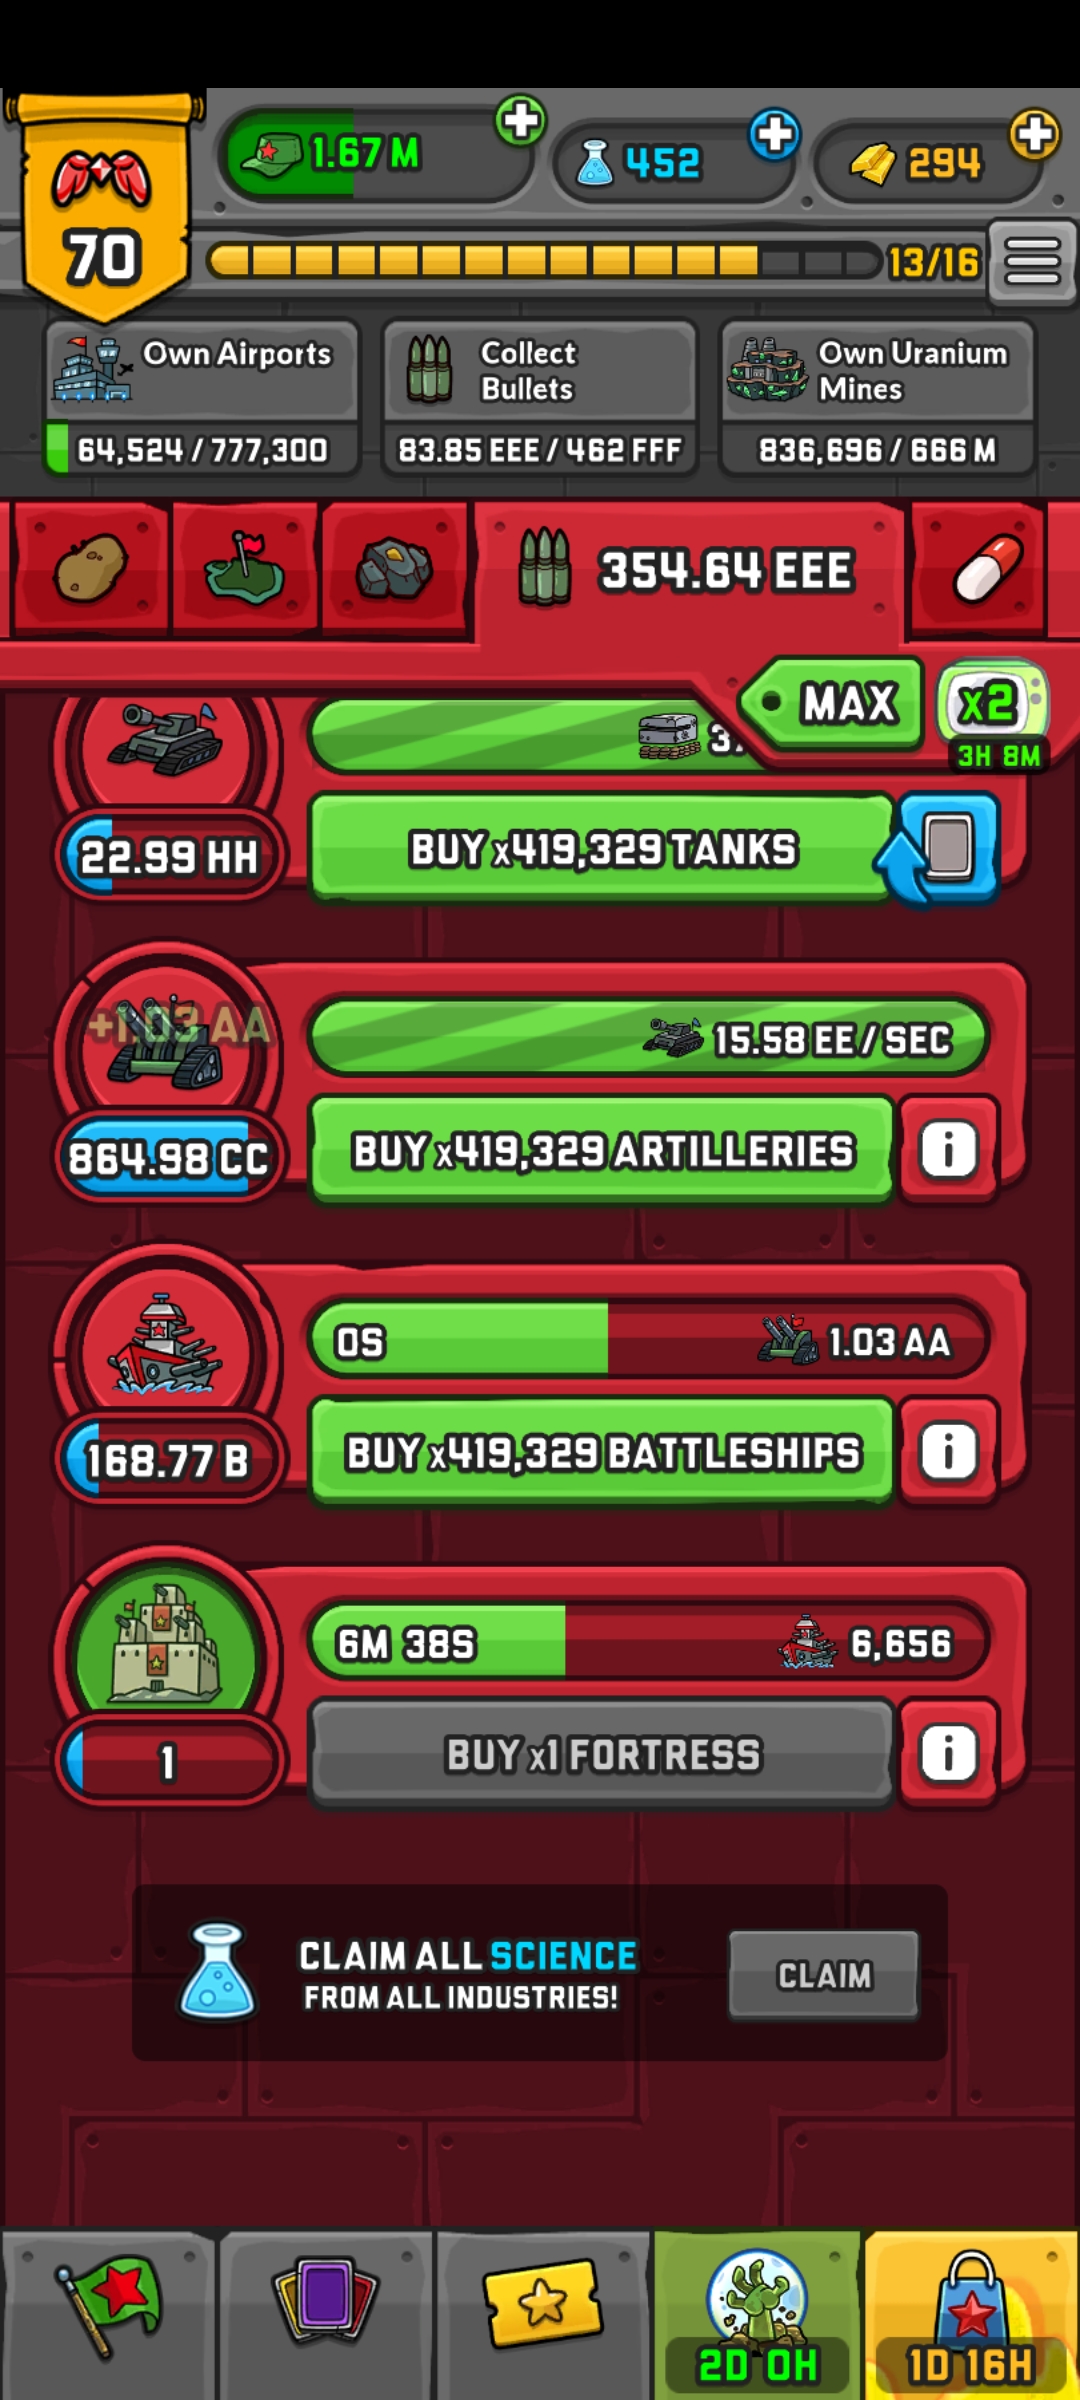 1.67 M
452
294
70
13/16
Own Airports
64,524 / 777,300
Collect
Bullets
83.85 EEE / 462 FFF
Own Uranium
Mines
836,696 / 666 M
354.64 EEE
MAX
x2
3H 8M
22.99 HH
BUY x419,329 TANKS
+1.03 AA
15.58 EE / SEC
864.98 CC
BUY x419,329 ARTILLERIES
i
0S
1.03 AA
168.77 B
BUY x419,329 BATTLESHIPS
i
6M 38S
6,656
1
BUY x1 FORTRESS
i
CLAIM ALL SCIENCE
FROM ALL INDUSTRIES!
CLAIM
2D 0H
1D 16H